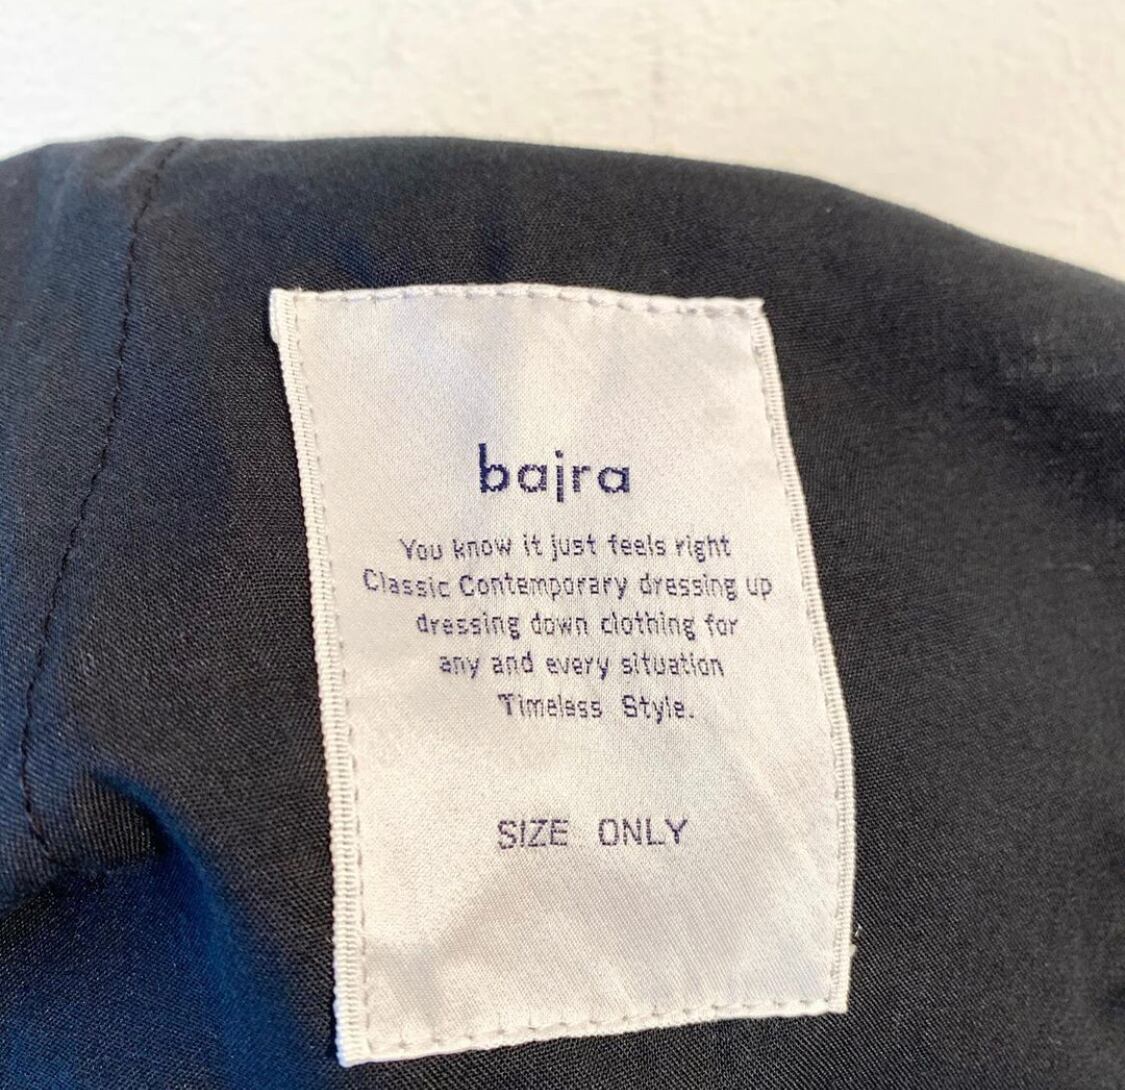 bajra
You know it just feels right
Classic Contemporary dressing up
dressing down clothing for
any and every situation
Timeless Style.
SIZE ONLY